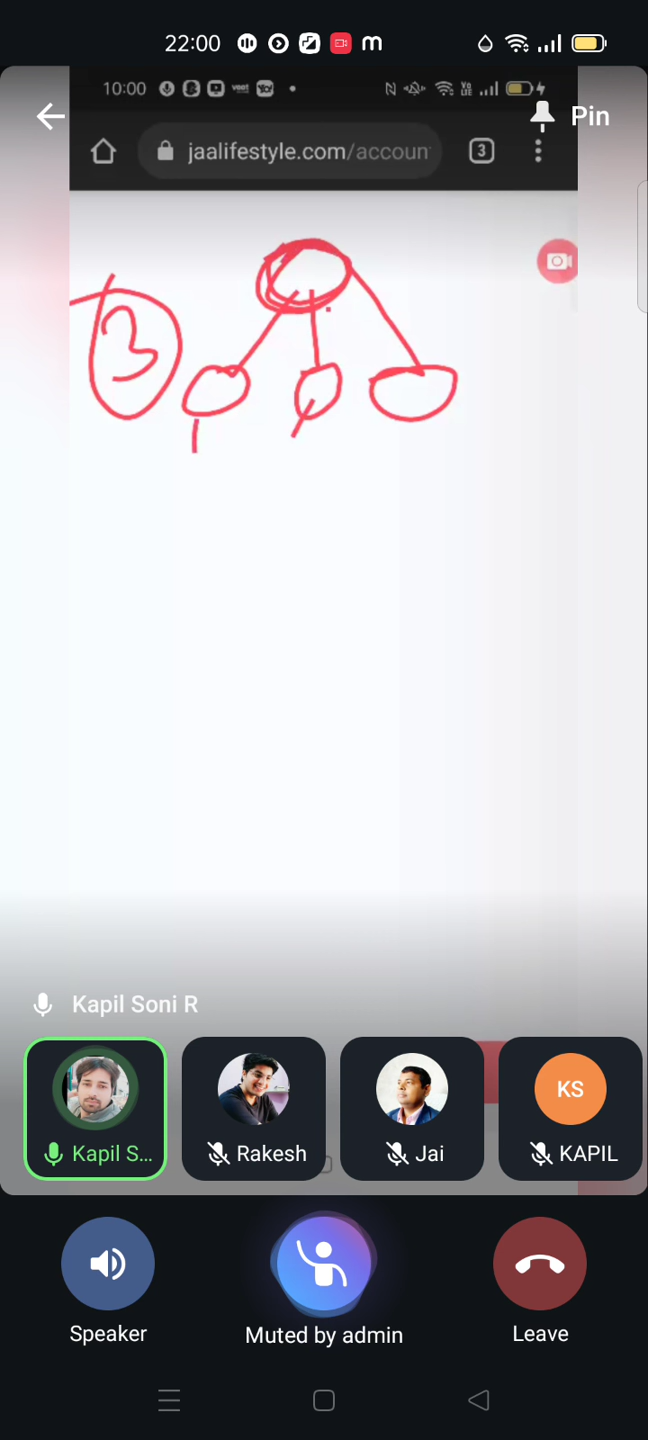 22:00
10:00
Pin
jaalifestyle.com/accoun
3
3
Kapil Soni R
KS
Kapil S...
Rakesh
Jai
KAPIL
Speaker
Muted by admin
Leave